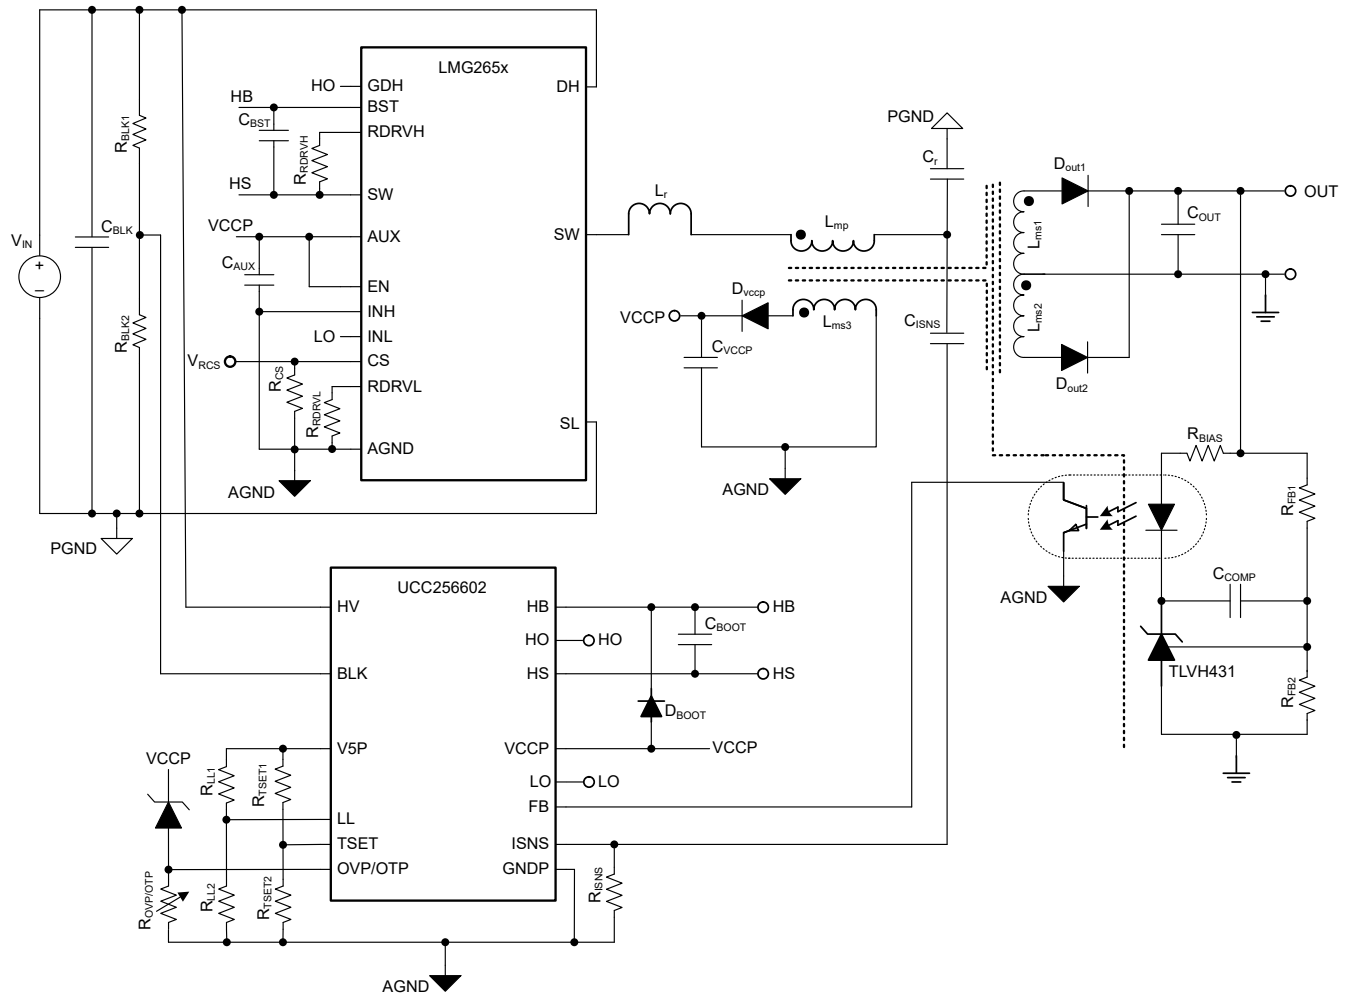 LMG265x
HO
GDH
DH
HB
BST
CBST
RDRVH
RRDRVH
HS
SW
VCCP
AUX
CAUX
EN
INH
LO
INL
VRCS
CS
RCS
RDRVL
RRDRVL
AGND
AGND
SW
SL
VIN
+
−
CBLK
RBLK1
RBLK2
PGND
Lr
Lmp
PGND
Cr
CISNS
VCCP
Dvccp
Lms3
CVCCP
AGND
Dout1
Lms1
Lms2
Dout2
COUT
OUT
RBIAS
RFB1
CCOMP
TLVH431
RFB2
AGND
UCC256602
HV
BLK
V5P
LL
TSET
OVP/OTP
HB
HO
HS
VCCP
LO
FB
ISNS
GNDP
HB
CBOOT
HO
HS
DBOOT
VCCP
LO
RISNS
VCCP
RLL1
RTSET1
ROVP/OTP
RLL2
RTSET2
AGND